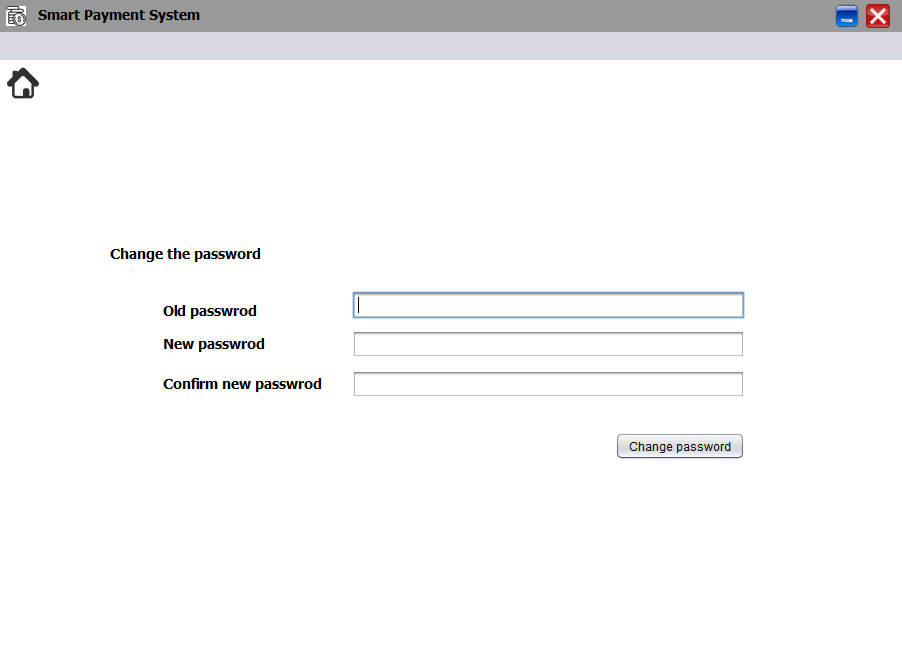 Smart Payment System
Change the password
Old passwrod
New passwrod
Confirm new passwrod
Change password